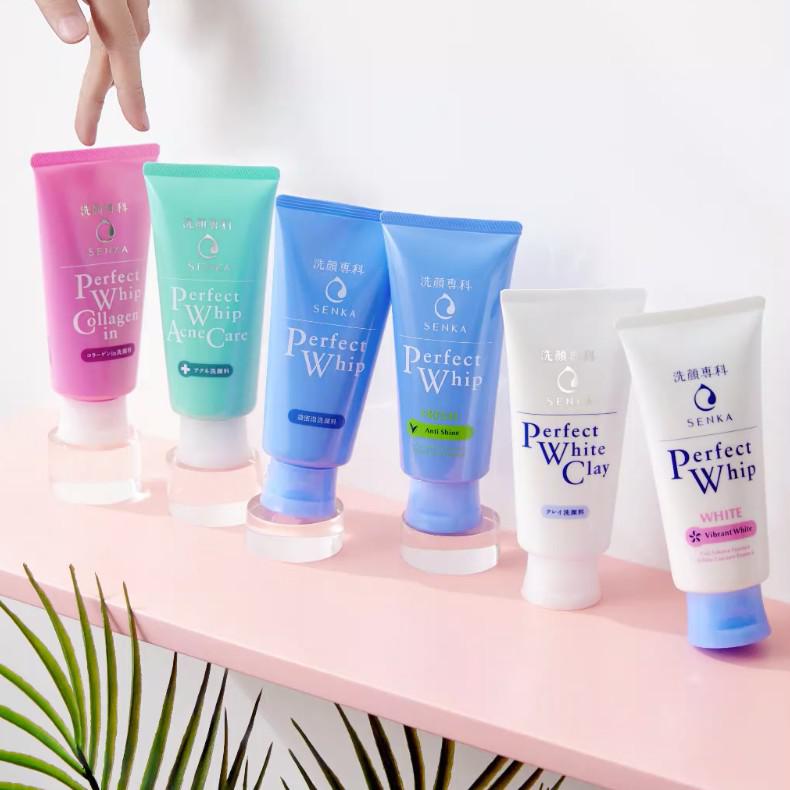 洗顔専科
SENKA
Perfect
Whip
Collagen
in
コラーゲンin洗顔料
洗顔専科
SENKA
Perfect
Whip
Acne Care
アクネ洗顔料
洗顔専科
SENKA
Perfect
Whip
洗顔専科
SENKA
Perfect
Whip
FRESH
Anti Shine
洗顔専科
SENKA
Perfect
White
Clay
クレイ洗顔料
洗顔専科
SENKA
Perfect
Whip
WHITE
Vibrant White